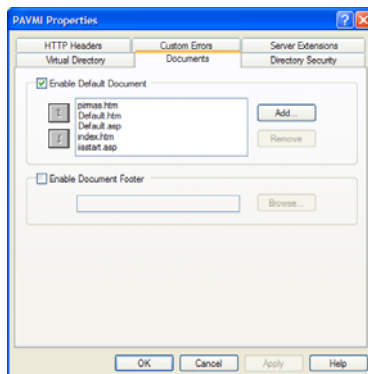 PAVMI Properties
HTTP Headers
Custom Errors
Server Extensions
Virtual Directory
Documents
Directory Security
Enable Default Document
pirmas.htm
Default.htm
Default.asp
index.htm
iisstart.asp
Add...
Remove
Enable Document Footer
Browse...
OK
Cancel
Apply
Help